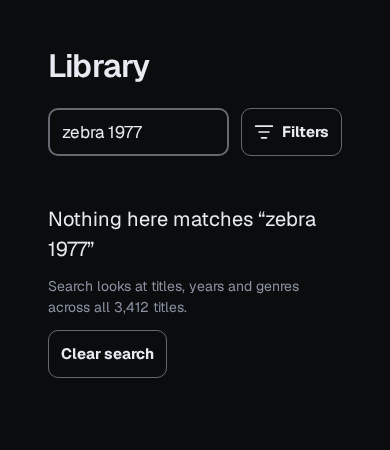 Library
zebra 1977
Filters
Nothing here matches “zebra
1977”
Search looks at titles, years and genres
across all 3,412 titles.
Clear search